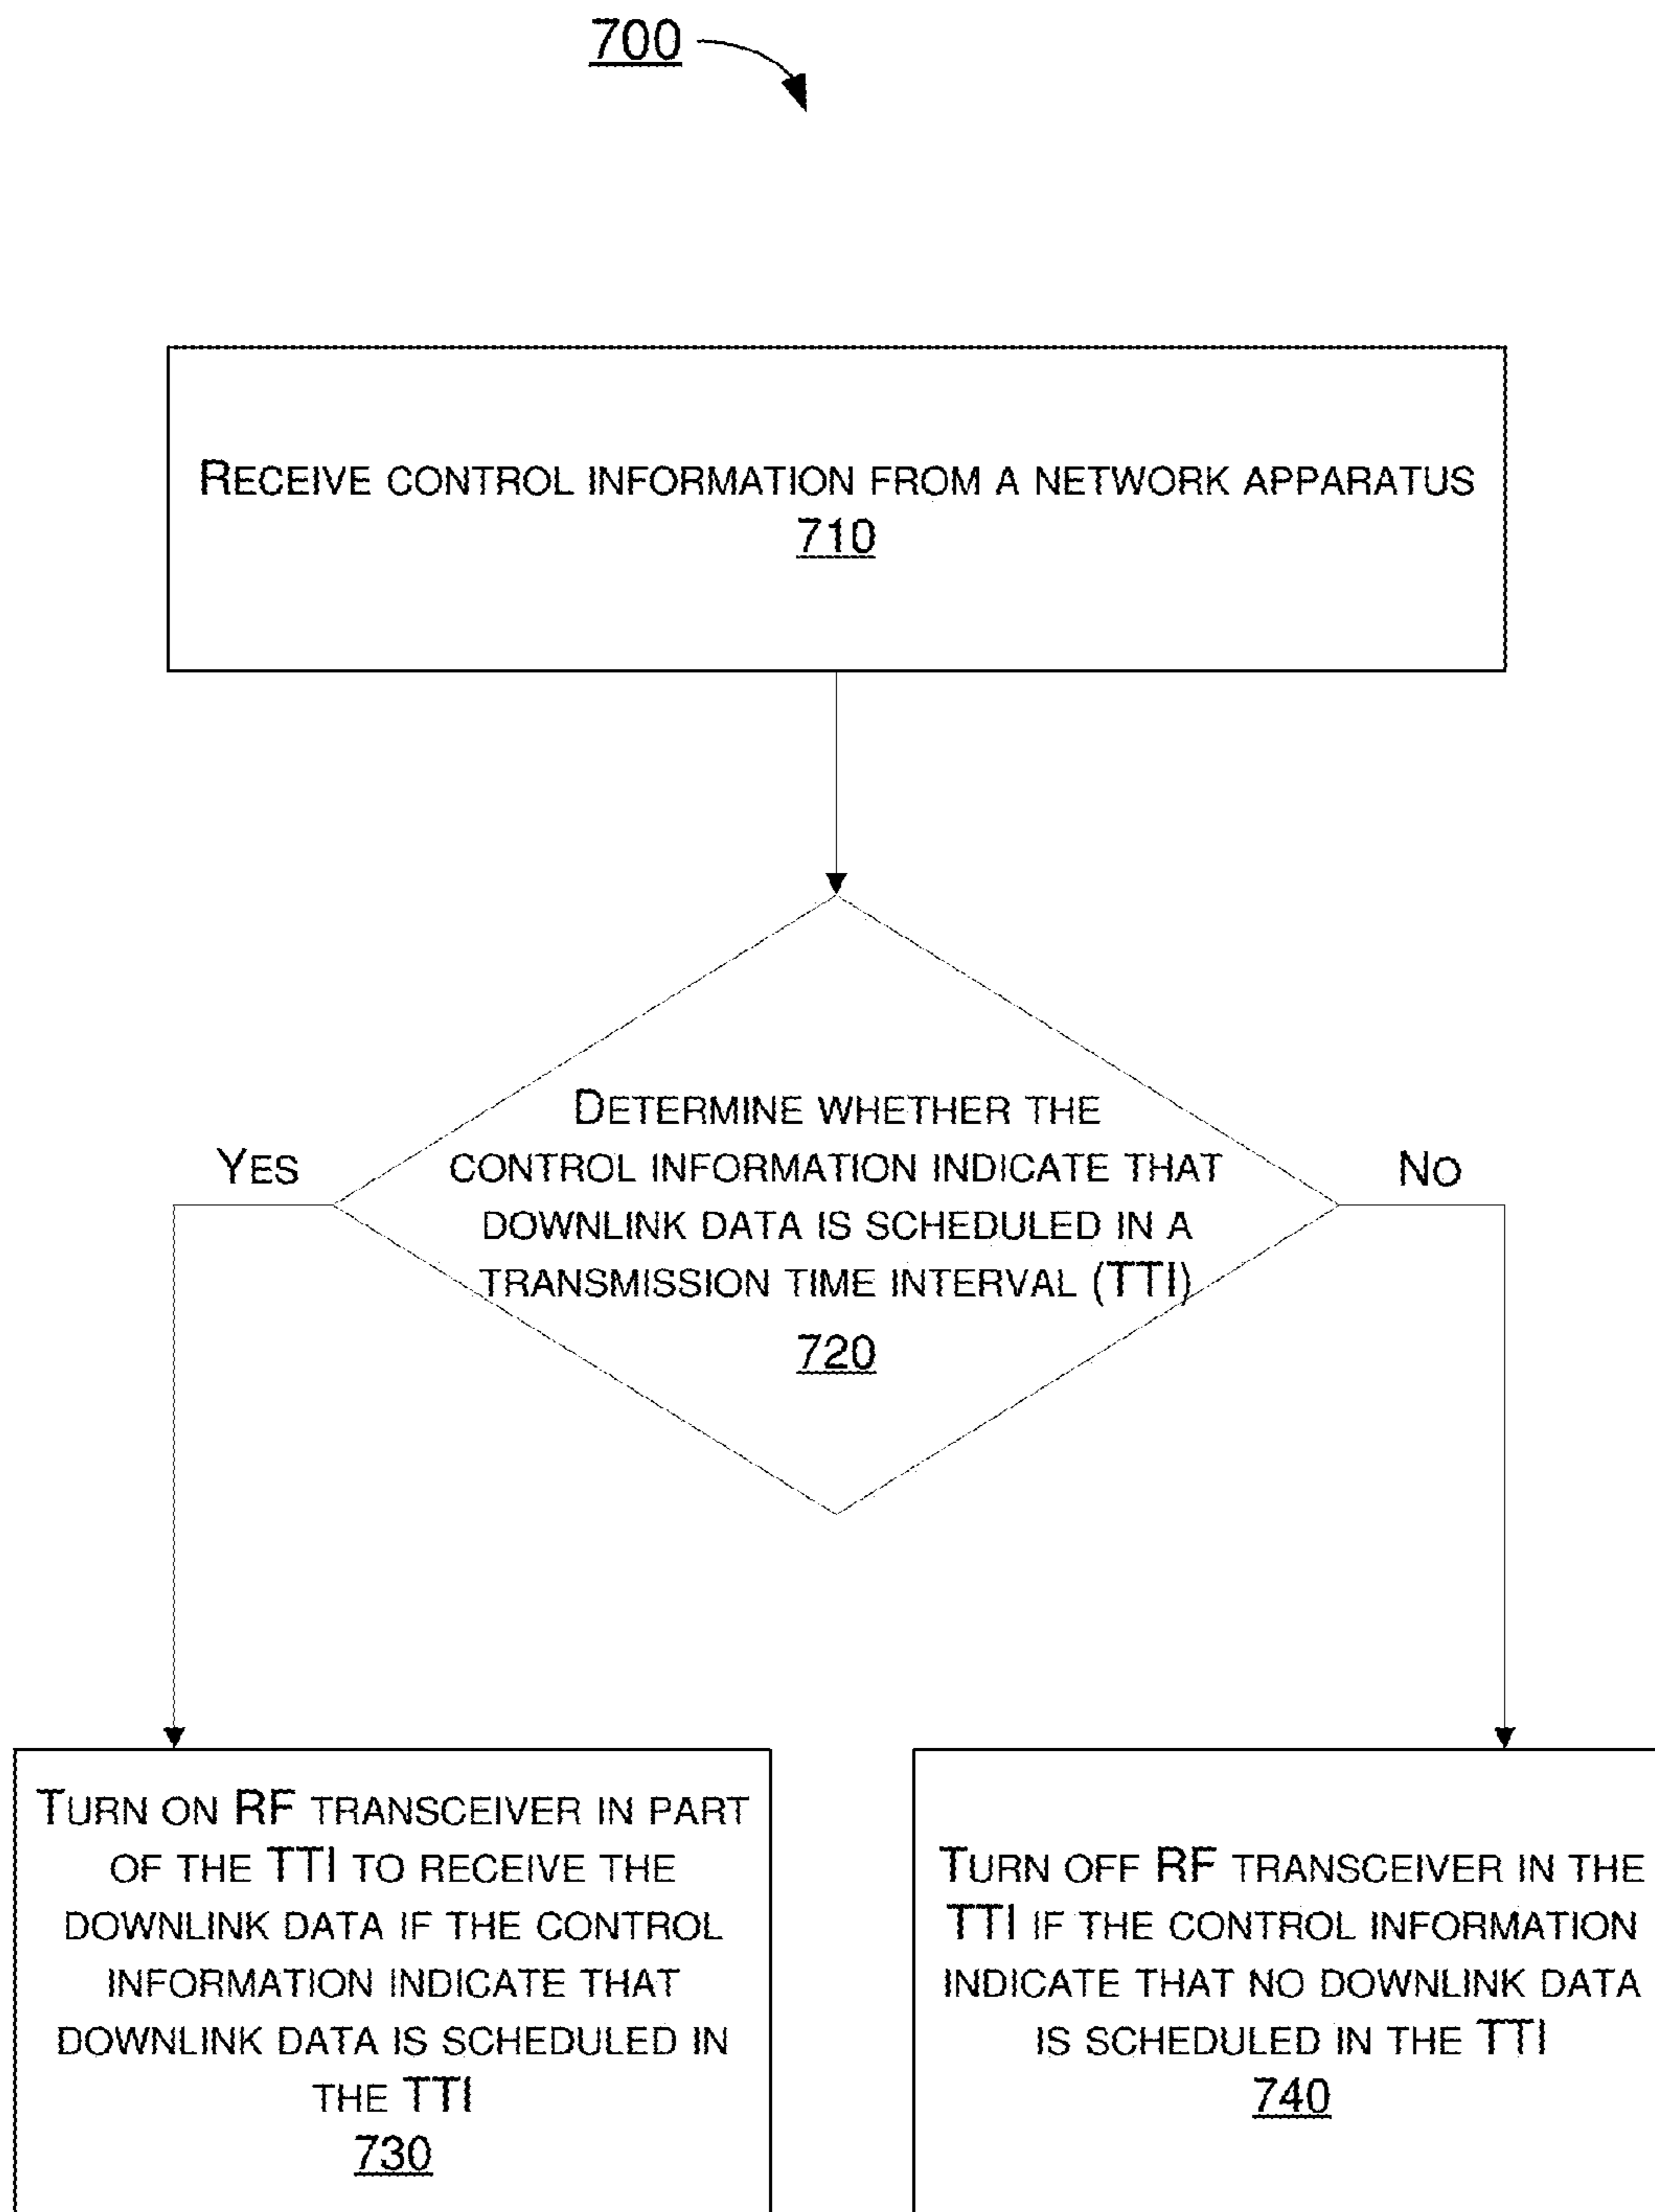 700
RECEIVE CONTROL INFORMATION FROM A NETWORK APPARATUS
710
DETERMINE WHETHER THE
CONTROL INFORMATION INDICATE THAT
DOWNLINK DATA IS SCHEDULED IN A
TRANSMISSION TIME INTERVAL (TTI)
720
YES
NO
TURN ON RF TRANSCEIVER IN PART
OF THE TTI TO RECEIVE THE
DOWNLINK DATA IF THE CONTROL
INFORMATION INDICATE THAT
DOWNLINK DATA IS SCHEDULED IN
THE TTI
730
TURN OFF RF TRANSCEIVER IN THE
TTI IF THE CONTROL INFORMATION
INDICATE THAT NO DOWNLINK DATA
IS SCHEDULED IN THE TTI
740